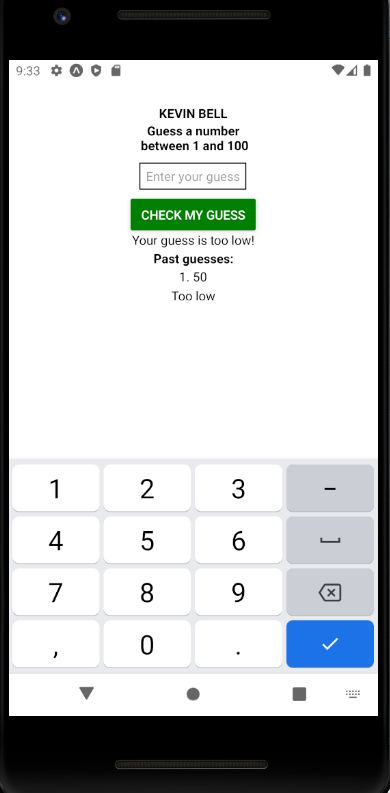 9:33
KEVIN BELL
Guess a number
between 1 and 100
Enter your guess
CHECK MY GUESS
Your guess is too low!
Past guesses:
1. 50
Too low
1 2 3 –
4 5 6
7 8 9
, 0 .